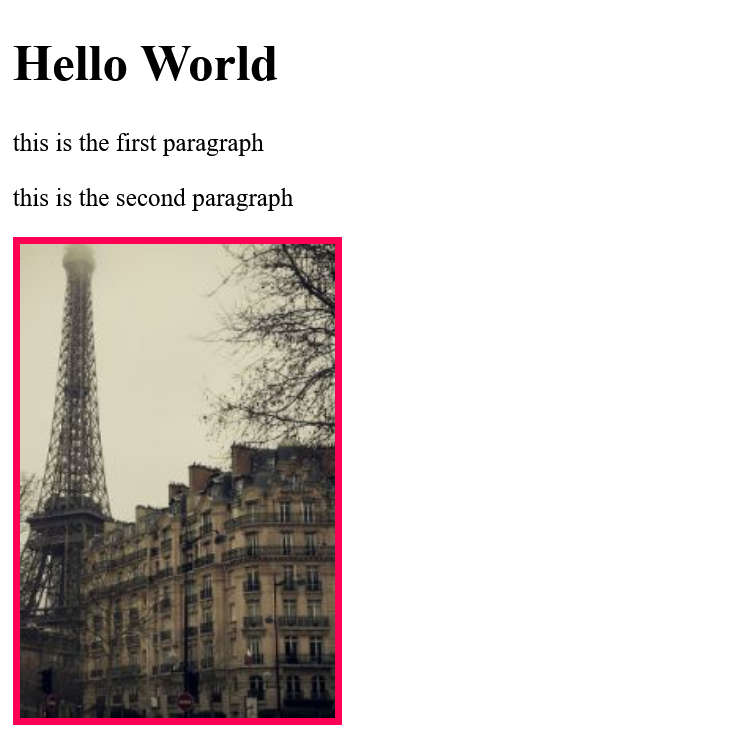 Hello World
this is the first paragraph
this is the second paragraph